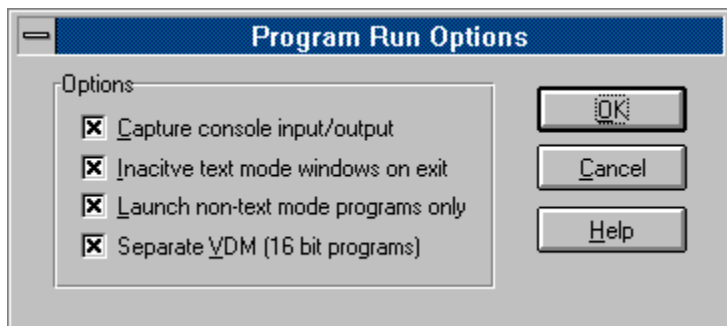 Program Run Options
Options
Capture console input/output
Inacitve text mode windows on exit
Launch non-text mode programs only
Separate VDM (16 bit programs)
OK
Cancel
Help